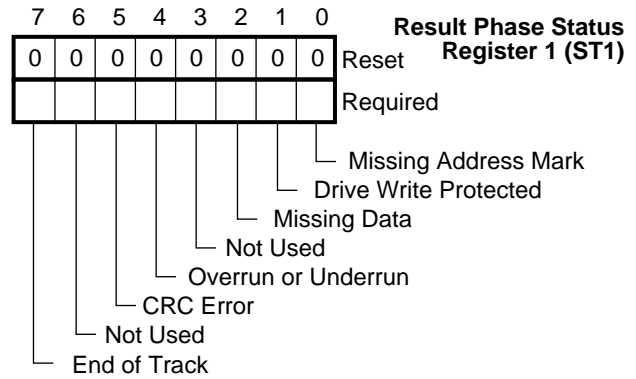 7 6 5 4 3 2 1 0
Result Phase Status
Register 1 (ST1)
0 0 0 0 0 0 0 0 Reset
Required
Missing Address Mark
Drive Write Protected
Missing Data
Not Used
Overrun or Underrun
CRC Error
Not Used
End of Track